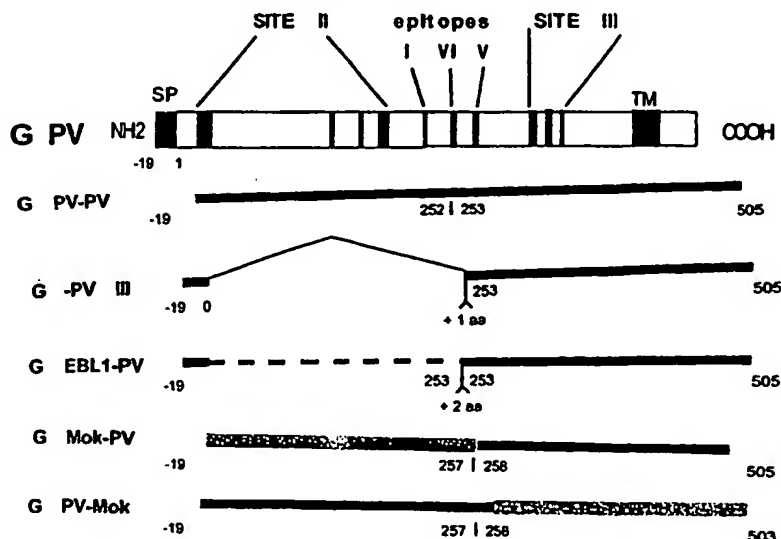 SITE II epitopes SITE III
I VI V
SP TM
G PV NH2 COOH
-19 1
G PV-PV
-19 252 | 253 505
G -PV III
-19 0 253 505
+ 1 aa
G EBL1-PV
-19 253 253 505
+ 2 aa
G Mok-PV
-19 257 | 258 505
G PV-Mok
-19 257 | 258 503